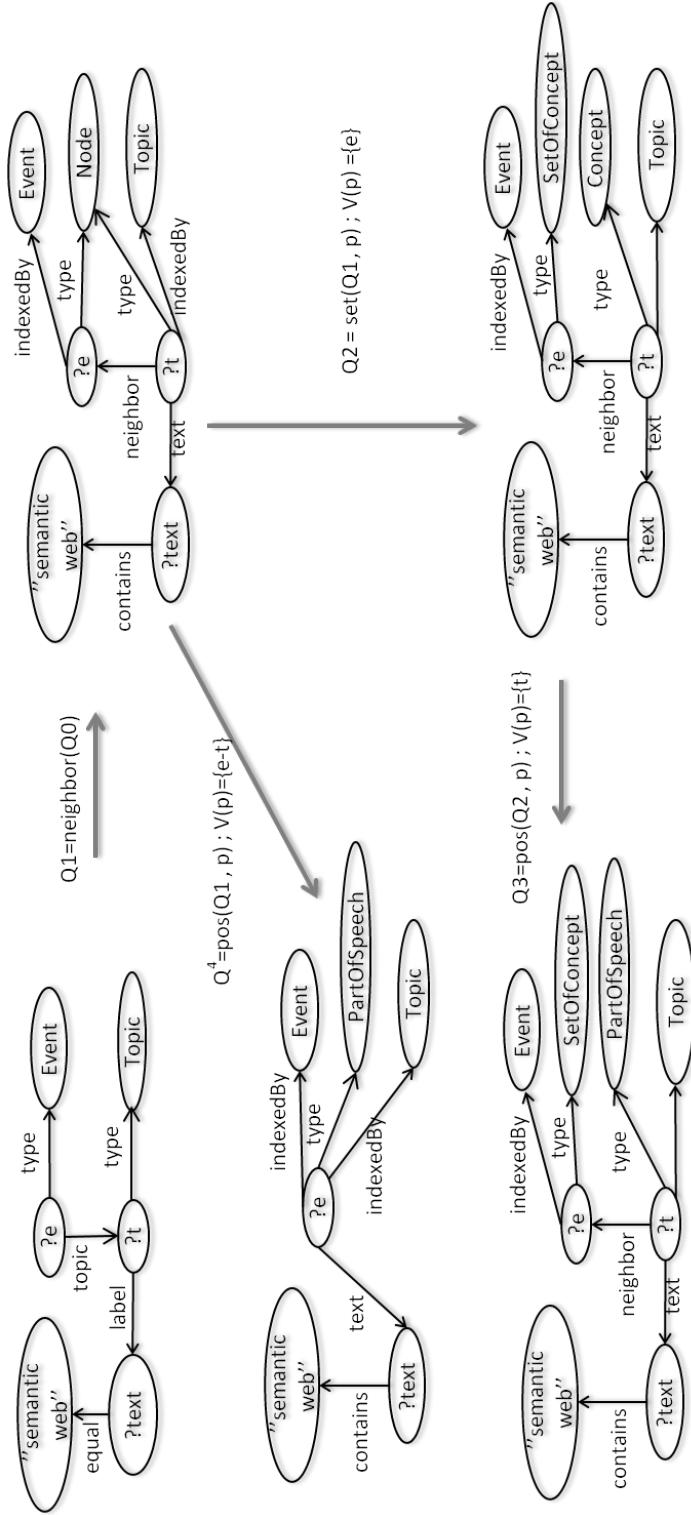 "semantic
web"
equal
?text
label
?e
topic
?t
type
type
Event
Topic
Q1=neighbor(Q0)
"semantic
web"
contains
?text
text
?e
neighbor
?t
indexedBy
type
type
indexedBy
Event
Node
Topic
"semantic
web"
contains
?text
text
?e
indexedBy
type
indexedBy
Event
PartOfSpeech
Topic
Q⁴=pos(Q1, p) ; V(p)={e-t}
Q2 = set(Q1, p) ; V(p) ={e}
"semantic
web"
contains
?text
text
?e
neighbor
?t
indexedBy
type
type
Event
SetOfConcept
PartOfSpeech
Topic
Q3=pos(Q2, p) ; V(p)={t}
"semantic
web"
contains
?text
text
?e
neighbor
?t
indexedBy
type
type
Event
SetOfConcept
Concept
Topic